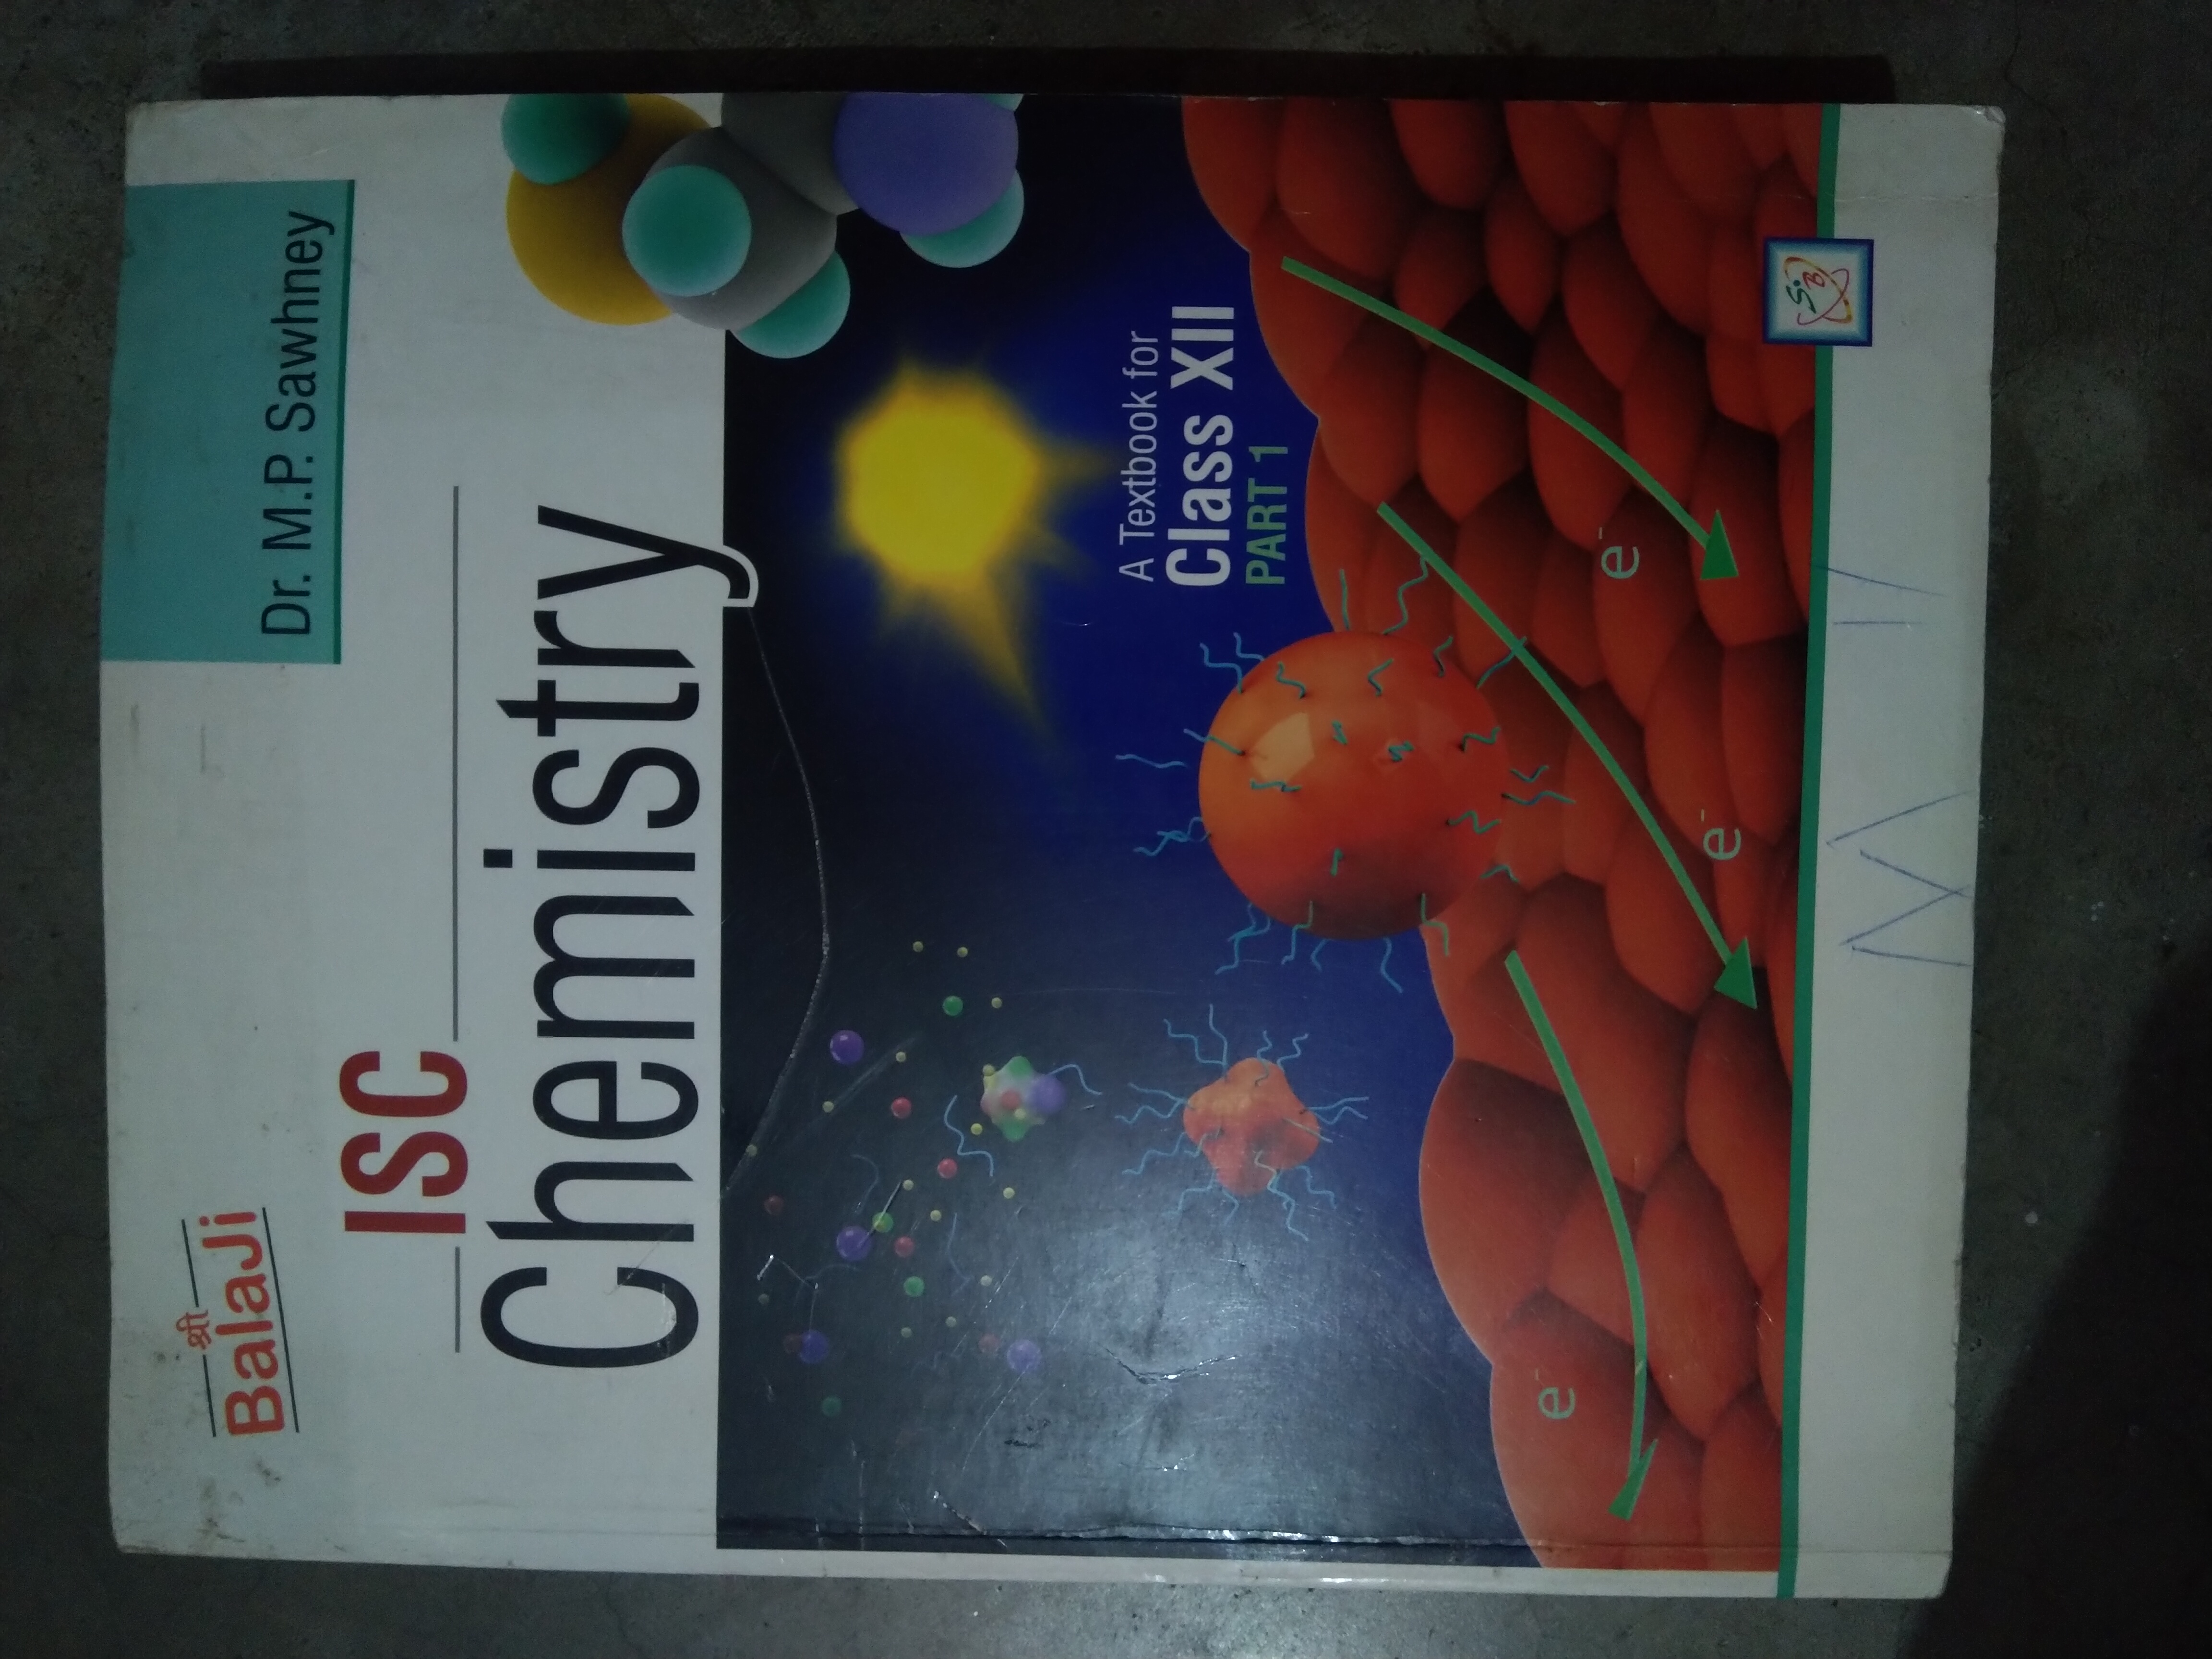 श्री
BalaJi
Dr. M.P. Sawhney
ISC
Chemistry
A Textbook for
Class XII
PART 1
e⁻
e⁻
e⁻
S.B